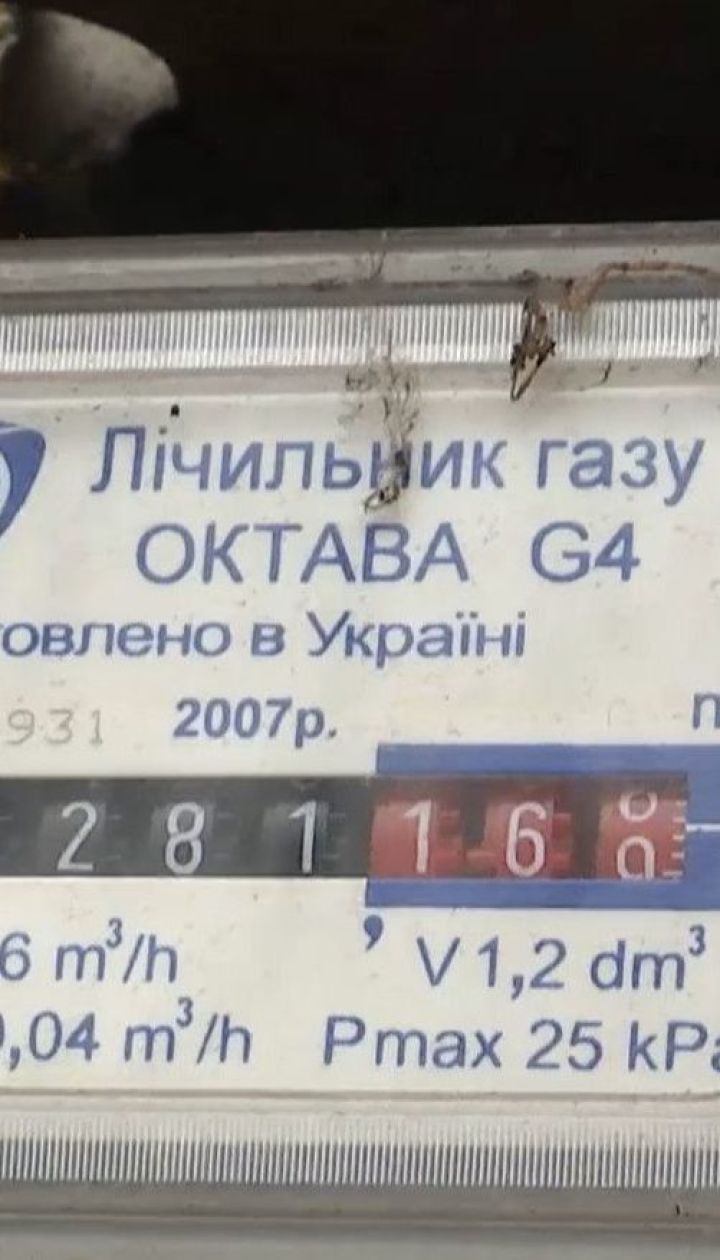 Лічильник газу
ОКТАВА G4
овлено в Україні
931 2007р.
2 8 1 1 6
6 m³/h , V 1,2 dm³
,04 m³/h Pmax 25 kPa